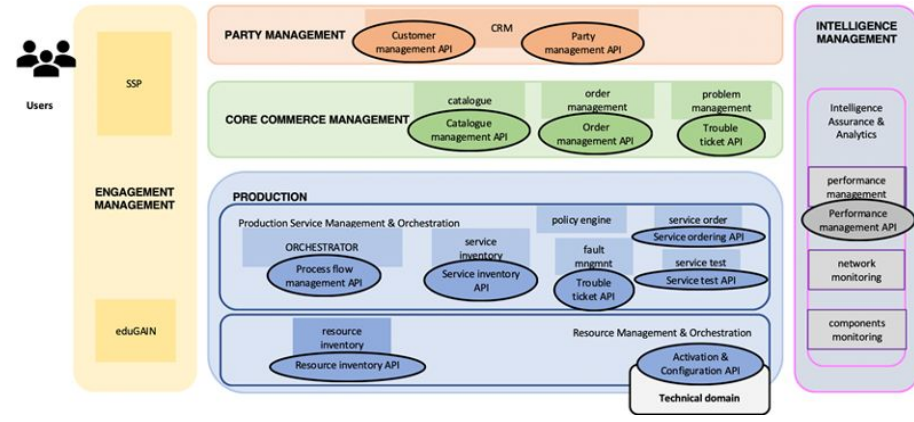 Users
SSP
ENGAGEMENT
MANAGEMENT
eduGAIN
PARTY MANAGEMENT
CRM
Customer
management API
Party
management API
CORE COMMERCE MANAGEMENT
catalogue
Catalogue
management API
order
management
Order
management API
problem
management
Trouble
ticket API
PRODUCTION
Production Service Management & Orchestration
ORCHESTRATOR
Process flow
management API
service
inventory
Service inventory
API
policy engine
fault
mngmnt
Trouble
ticket API
service order
Service ordering API
service test
Service test API
resource
inventory
Resource inventory API
Resource Management & Orchestration
Activation &
Configuration API
Technical domain
INTELLIGENCE
MANAGEMENT
Intelligence
Assurance &
Analytics
performance
management
Performance
management API
network
monitoring
components
monitoring